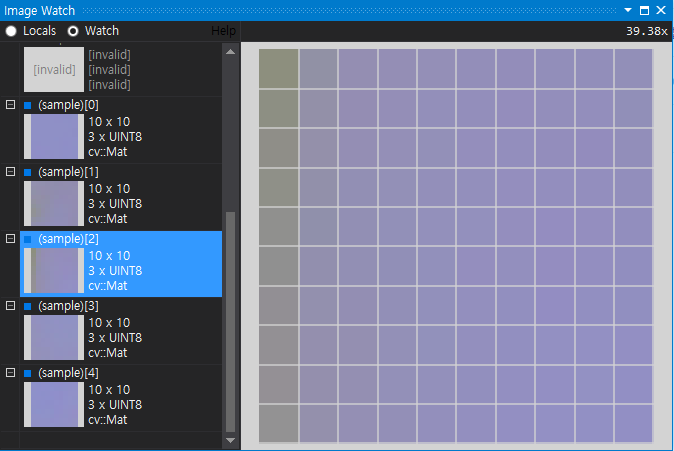 Image Watch
Locals
Watch
Help
39.38x
[invalid]
[invalid]
[invalid]
[invalid]
(sample)[0]
10 x 10
3 x UINT8
cv::Mat
(sample)[1]
10 x 10
3 x UINT8
cv::Mat
(sample)[2]
10 x 10
3 x UINT8
cv::Mat
(sample)[3]
10 x 10
3 x UINT8
cv::Mat
(sample)[4]
10 x 10
3 x UINT8
cv::Mat